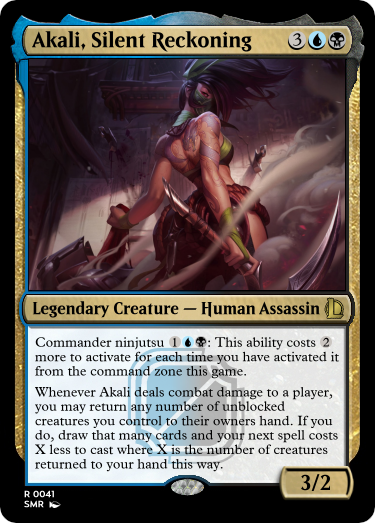 Akali, Silent Reckoning 3
Legendary Creature — Human Assassin
Commander ninjutsu 1: This ability costs 2
more to activate for each time you have activated it
from the command zone this game.
Whenever Akali deals combat damage to a player,
you may return any number of unblocked
creatures you control to their owners hand. If you
do, draw that many cards and your next spell costs
X less to cast where X is the number of creatures
returned to your hand this way.
3/2
R 0041
SMR